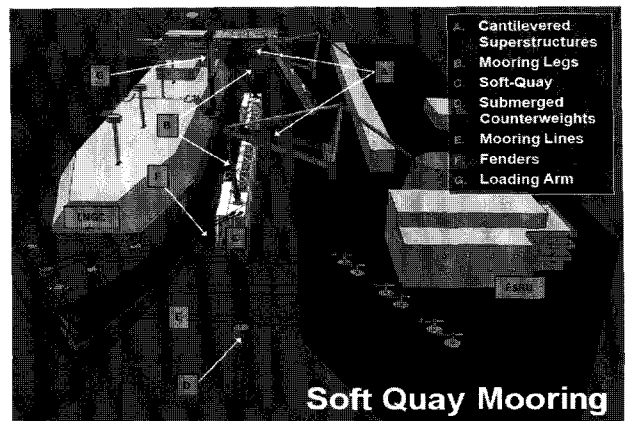 A. Cantilevered
Superstructures
B. Mooring Legs
C. Soft-Quay
D. Submerged
Counterweights
E. Mooring Lines
F. Fenders
G. Loading Arm
A
B
F
LNGC
C
E
D
FSRU
Soft Quay Mooring